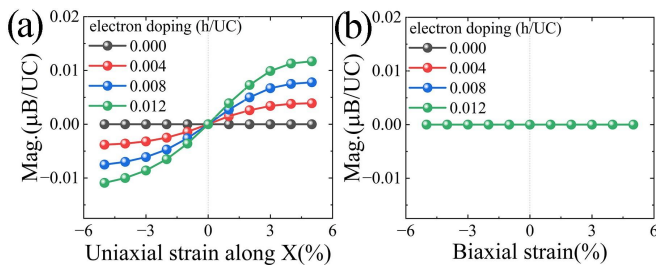 (a)
electron doping (h/UC)
0.000
0.004
0.008
0.012
Mag.(μB/UC)
0.02
0.01
0.00
−0.01
−6 −3 0 3 6
Uniaxial strain along X(%)
(b)
electron doping (h/UC)
0.000
0.004
0.008
0.012
Mag.(μB/UC)
0.02
0.01
0.00
−0.01
−6 −3 0 3 6
Biaxial strain(%)